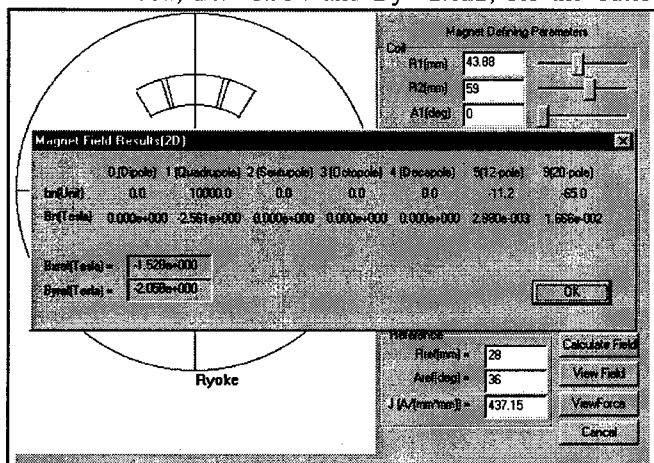 Magnet Defining Parameters
Coil
R1[mm] 43.88
R2[mm] 59
A1[deg] 0
Magnet Field Results(2D)
0 (Dipole) 1 (Quadrupole) 2 (Sextupole) 3 (Octopole) 4 (Decapole) 5(12-pole) 9(20-pole)
bn(Unit) 0.0 10000.0 0.0 0.0 0.0 -11.2 -65.0
Bn[Tesla] 0.000e+000 -2.561e+000 0.000e+000 0.000e+000 0.000e+000 2.880e-003 1.666e-002
Bxref[Tesla] = -1.529e+000
Byref[Tesla] = -2.058e+000
OK
Reference
Rref[mm] = 28
Aref[deg] = 36
J [A/(mm*mm)] = 437.15
Calculate Field
View Field
ViewForce
Cancel
Ryoke